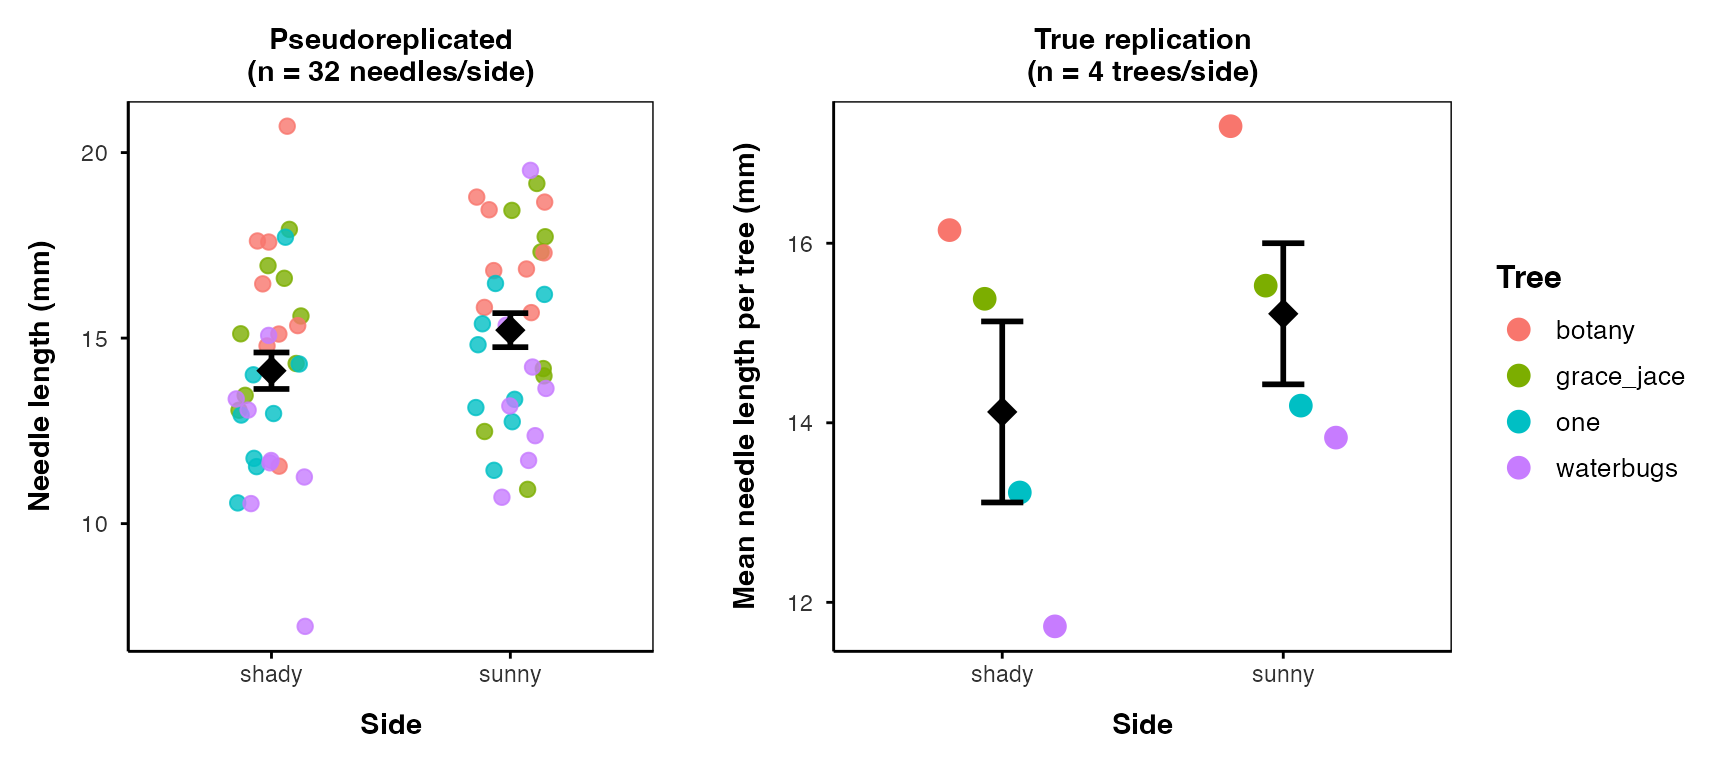 Pseudoreplicated
(n = 32 needles/side)
Needle length (mm)
20
15
10
shady
sunny
Side
True replication
(n = 4 trees/side)
Mean needle length per tree (mm)
16
14
12
shady
sunny
Side
Tree
botany
grace_jace
one
waterbugs